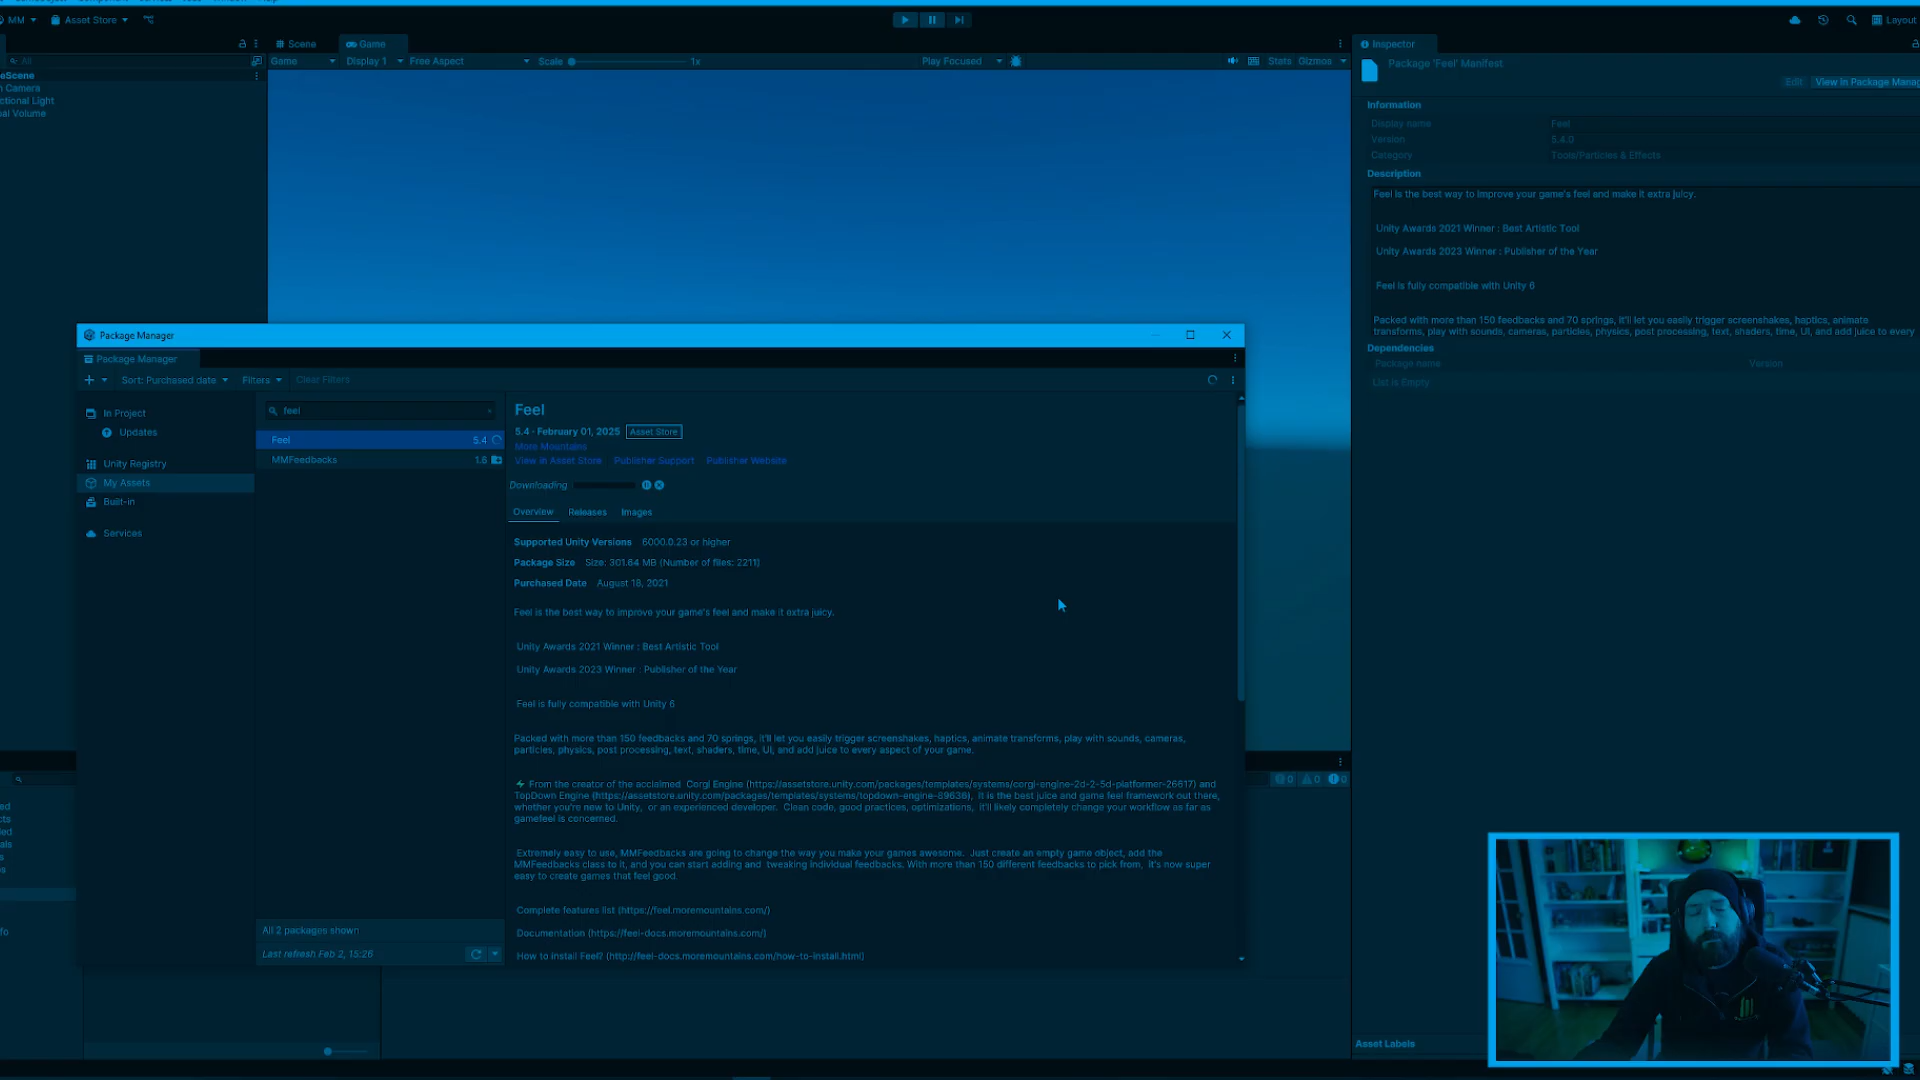 MM
Asset Store
Layout
Scene
Game
Inspector
All
Game
Display 1
Free Aspect
Scale
1x
Play Focused
Stats
Gizmos
Package 'Feel' Manifest
eScene
Camera
ctional Light
al Volume
Edit
View in Package Manag
Information
Display name
Feel
Version
5.4.0
Category
Tools/Particles & Effects
Description
Feel is the best way to improve your game's feel and make it extra juicy.
Unity Awards 2021 Winner : Best Artistic Tool
Unity Awards 2023 Winner : Publisher of the Year
Feel is fully compatible with Unity 6
Packed with more than 150 feedbacks and 70 springs, it'll let you easily trigger screenshakes, haptics, animate
transforms, play with sounds, cameras, particles, physics, post processing, text, shaders, time, UI, and add juice to every
Dependencies
Package name
Version
List is Empty
Package Manager
Package Manager
Sort: Purchased date
Filters
Clear Filters
In Project
Updates
Unity Registry
My Assets
Built-in
Services
feel
Feel
5.4
MMFeedbacks
1.6
Feel
5.4 · February 01, 2025
Asset Store
More Mountains
View in Asset Store
Publisher Support
Publisher Website
Downloading
Overview
Releases
Images
Supported Unity Versions
6000.0.23 or higher
Package Size
Size: 301.64 MB (Number of files: 2211)
Purchased Date
August 18, 2021
Feel is the best way to improve your game's feel and make it extra juicy.
Unity Awards 2021 Winner : Best Artistic Tool
Unity Awards 2023 Winner : Publisher of the Year
Feel is fully compatible with Unity 6
Packed with more than 150 feedbacks and 70 springs, it'll let you easily trigger screenshakes, haptics, animate transforms, play with sounds, cameras,
particles, physics, post processing, text, shaders, time, UI, and add juice to every aspect of your game.
From the creator of the acclaimed Corgi Engine (https://assetstore.unity.com/packages/templates/systems/corgi-engine-2d-2-5d-platformer-26617) and
TopDown Engine (https://assetstore.unity.com/packages/templates/systems/topdown-engine-89636), it is the best juice and game feel framework out there,
whether you're new to Unity, or an experienced developer. Clean code, good practices, optimizations, it'll likely completely change your workflow as far as
gamefeel is concerned.
Extremely easy to use, MMFeedbacks are going to change the way you make your games awesome. Just create an empty game object, add the
MMFeedbacks class to it, and you can start adding and tweaking individual feedbacks. With more than 150 different feedbacks to pick from, it's now super
easy to create games that feel good
Complete features list (https://feel.moremountains.com/)
Documentation (https://feel-docs.moremountains.com/)
How to install Feel? (http://feel-docs.moremountains.com/how-to-install.html)
All 2 packages shown
Last refresh Feb 2, 15:26
0
0
0
Asset Labels